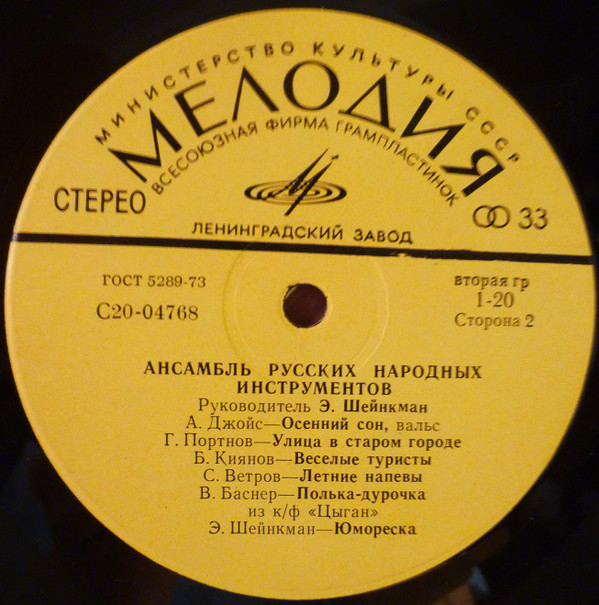 МИНИСТЕРСТВО КУЛЬТУРЫ СССР
МЕЛОДИЯ
ВСЕСОЮЗНАЯ ФИРМА ГРАМПЛАСТИНОК
СТЕРЕО
33
ЛЕНИНГРАДСКИЙ ЗАВОД
ГОСТ 5289-73
С20-04768
вторая гр
1-20
Сторона 2
АНСАМБЛЬ РУССКИХ НАРОДНЫХ
ИНСТРУМЕНТОВ
Руководитель Э. Шейнкман
А. Джойс—Осенний сон, вальс
Г. Портнов—Улица в старом городе
Б. Киянов—Веселые туристы
С. Ветров—Летние напевы
В. Баснер—Полька-дурочка
из к/ф «Цыган»
Э. Шейнкман—Юмореска